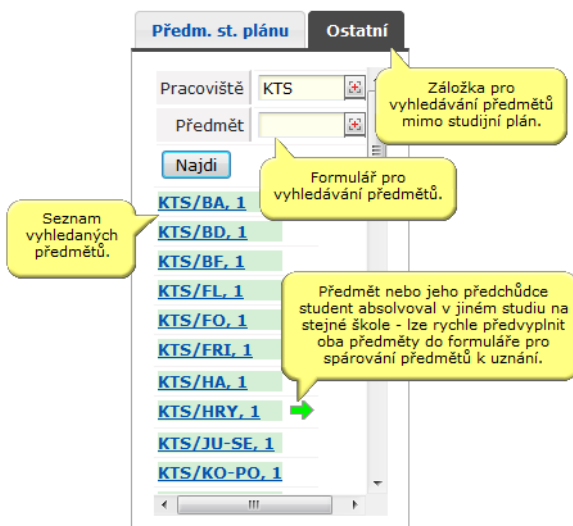 Předm. st. plánu
Ostatní
Pracoviště
KTS
Předmět
Najdi
Záložka pro
vyhledávání předmětů
mimo studijní plán.
Formulář pro
vyhledávání předmětů.
Seznam
vyhledaných
předmětů.
KTS/BA, 1
KTS/BD, 1
KTS/BF, 1
KTS/FL, 1
KTS/FO, 1
KTS/FRI, 1
KTS/HA, 1
KTS/HRY, 1
KTS/JU-SE, 1
KTS/KO-PO, 1
Předmět nebo jeho předchůdce
student absolvoval v jiném studiu na
stejné škole - lze rychle předvyplnit
oba předměty do formuláře pro
spárování předmětů k uznání.